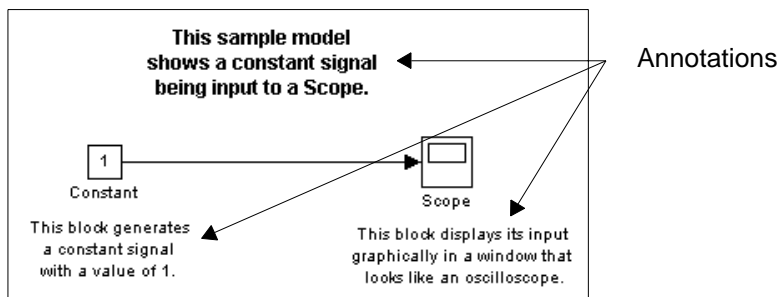 This sample model
shows a constant signal
being input to a Scope.
Annotations
1
Constant
Scope
This block generates
a constant signal
with a value of 1.
This block displays its input
graphically in a window that
looks like an oscilloscope.